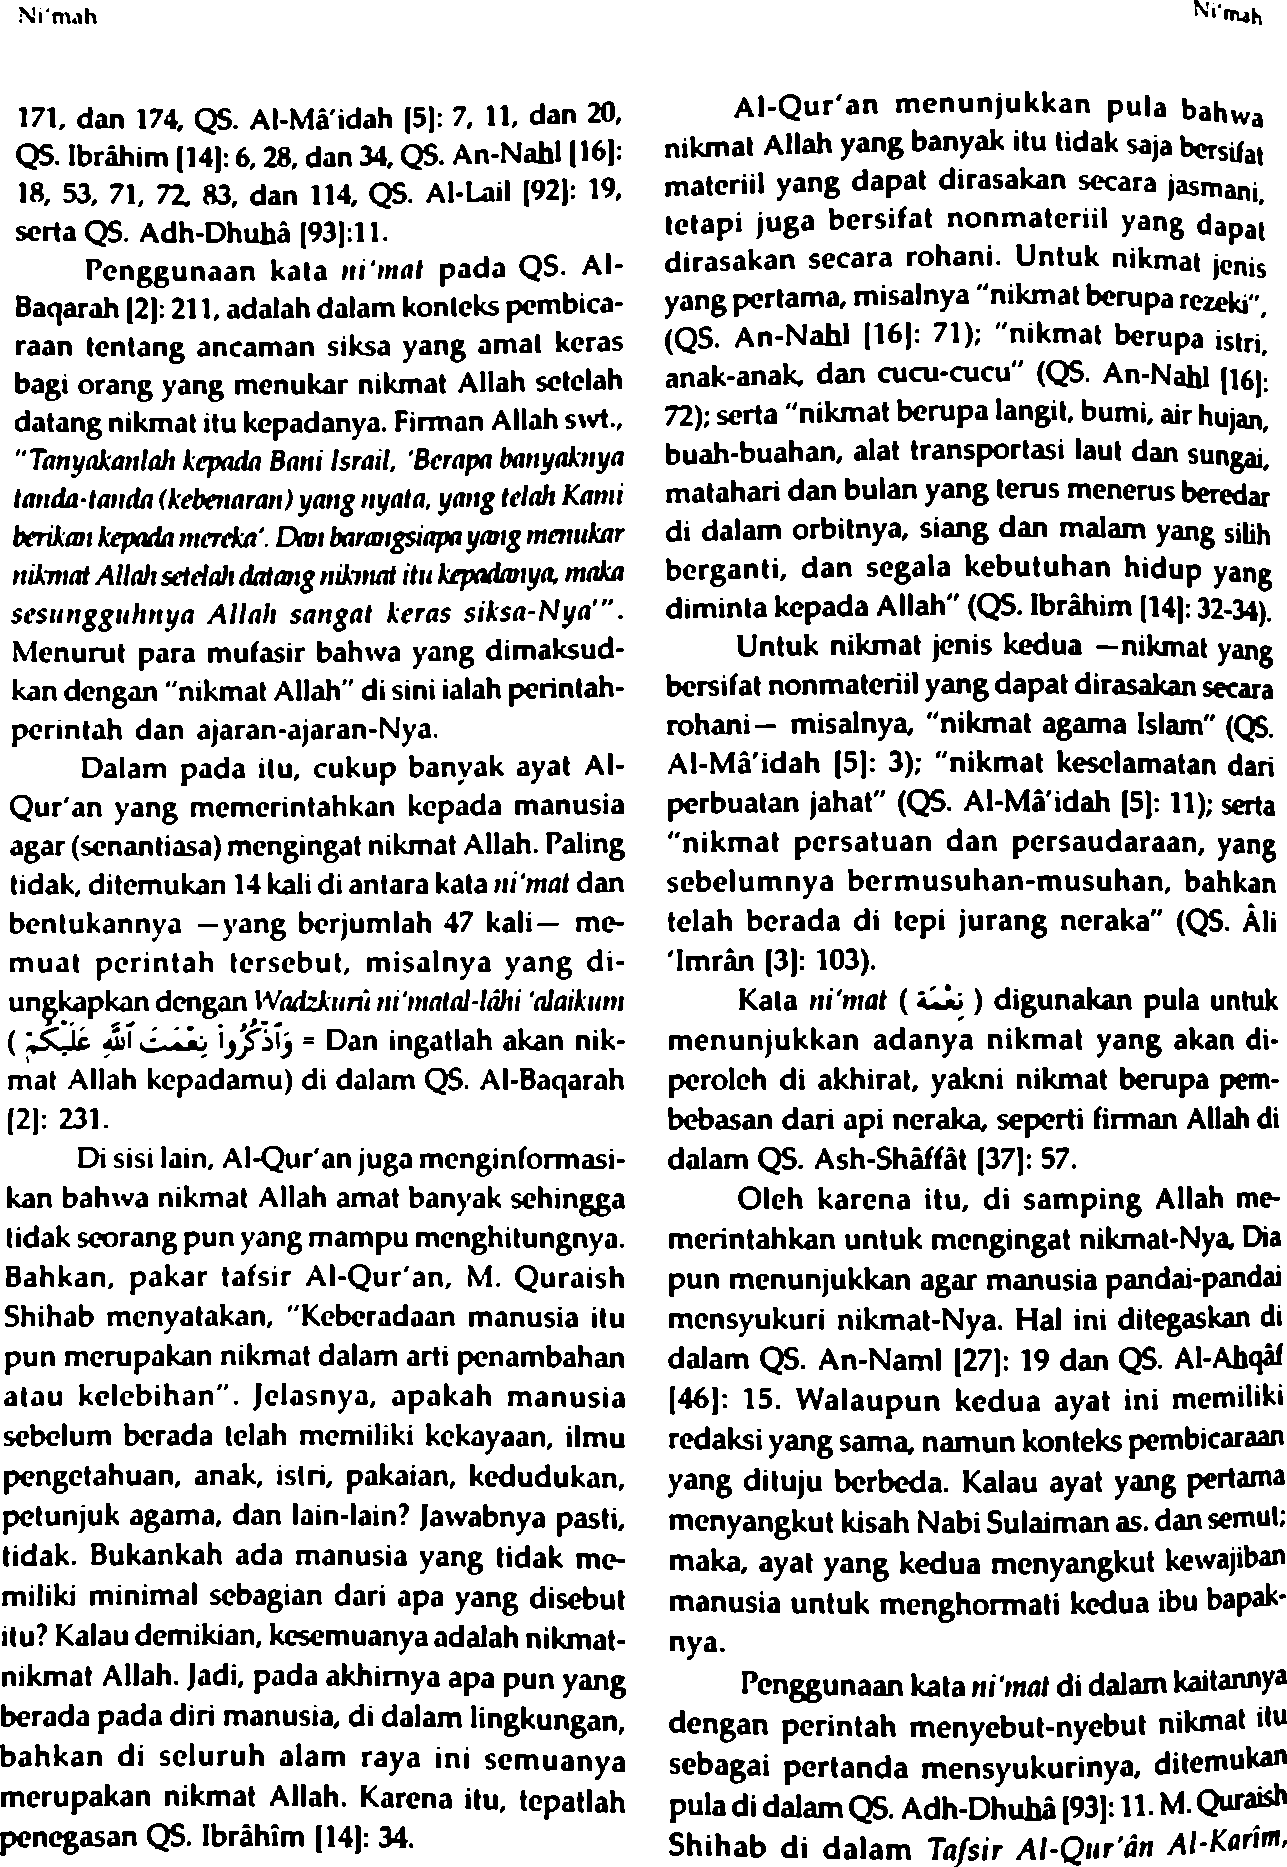 Ni'mah
171, dan 174, QS. Al-Mâ'idah [5]: 7, 11, dan 20,
QS. Ibrâhim [14]: 6, 28, dan 34, QS. An-Nahl [16]:
18, 53, 71, 72, 83, dan 114, QS. Al-Lail [92]: 19,
serta QS. Adh-Dhuhâ [93]:11.
Penggunaan kata ni'mat pada QS. Al-
Baqarah [2]: 211, adalah dalam konteks pembica-
raan tentang ancaman siksa yang amat keras
bagi orang yang menukar nikmat Allah setelah
datang nikmat itu kepadanya. Firman Allah swt.,
"Tanyakanlah kepada Bani Israil, 'Berapa banyaknya
tanda-tanda (kebenaran) yang nyata, yang telah Kami
berikan kepada mereka'. Dan barangsiapa yang menukar
nikmat Allah setelah datang nikmat itu kepadanya, maka
sesungguhnya Allah sangat keras siksa-Nya'".
Menurut para mufasir bahwa yang dimaksud-
kan dengan "nikmat Allah" di sini ialah perintah-
perintah dan ajaran-ajaran-Nya.
Dalam pada itu, cukup banyak ayat Al-
Qur'an yang memerintahkan kepada manusia
agar (senantiasa) mengingat nikmat Allah. Paling
tidak, ditemukan 14 kali di antara kata ni'mat dan
bentukannya —yang berjumlah 47 kali— me-
muat perintah tersebut, misalnya yang di-
ungkapkan dengan Wadzkurû ni'matal-lâhi 'alaikum
( وَٱذْكُرُوا۟ نِعْمَتَ ٱللَّهِ عَلَيْكُمْ = Dan ingatlah akan nik-
mat Allah kepadamu) di dalam QS. Al-Baqarah
[2]: 231.
Di sisi lain, Al-Qur'an juga menginformasi-
kan bahwa nikmat Allah amat banyak sehingga
tidak seorang pun yang mampu menghitungnya.
Bahkan, pakar tafsir Al-Qur'an, M. Quraish
Shihab menyatakan, "Keberadaan manusia itu
pun merupakan nikmat dalam arti penambahan
atau kelebihan". Jelasnya, apakah manusia
sebelum berada telah memiliki kekayaan, ilmu
pengetahuan, anak, istri, pakaian, kedudukan,
petunjuk agama, dan lain-lain? Jawabnya pasti,
tidak. Bukankah ada manusia yang tidak me-
miliki minimal sebagian dari apa yang disebut
itu? Kalau demikian, kesemuanya adalah nikmat-
nikmat Allah. Jadi, pada akhirnya apa pun yang
berada pada diri manusia, di dalam lingkungan,
bahkan di seluruh alam raya ini semuanya
merupakan nikmat Allah. Karena itu, tepatlah
penegasan QS. Ibrâhîm [14]: 34.
Ni'mah
Al-Qur'an menunjukkan pula bahwa
nikmat Allah yang banyak itu tidak saja bersifat
materiil yang dapat dirasakan secara jasmani,
tetapi juga bersifat nonmateriil yang dapat
dirasakan secara rohani. Untuk nikmat jenis
yang pertama, misalnya "nikmat berupa rezeki",
(QS. An-Nahl [16]: 71); "nikmat berupa istri,
anak-anak, dan cucu-cucu" (QS. An-Nahl [16]:
72); serta "nikmat berupa langit, bumi, air hujan,
buah-buahan, alat transportasi laut dan sungai,
matahari dan bulan yang terus menerus beredar
di dalam orbitnya, siang dan malam yang silih
berganti, dan segala kebutuhan hidup yang
diminta kepada Allah" (QS. Ibrâhim [14]: 32-34).
Untuk nikmat jenis kedua —nikmat yang
bersifat nonmateriil yang dapat dirasakan secara
rohani— misalnya, "nikmat agama Islam" (QS.
Al-Mâ'idah [5]: 3); "nikmat keselamatan dari
perbuatan jahat" (QS. Al-Mâ'idah [5]: 11); serta
"nikmat persatuan dan persaudaraan, yang
sebelumnya bermusuhan-musuhan, bahkan
telah berada di tepi jurang neraka" (QS. Âli
'Imrân [3]: 103).
Kata ni'mat ( نِعْمَة ) digunakan pula untuk
menunjukkan adanya nikmat yang akan di-
peroleh di akhirat, yakni nikmat berupa pem-
bebasan dari api neraka, seperti firman Allah di
dalam QS. Ash-Shâffât [37]: 57.
Oleh karena itu, di samping Allah me-
merintahkan untuk mengingat nikmat-Nya, Dia
pun menunjukkan agar manusia pandai-pandai
mensyukuri nikmat-Nya. Hal ini ditegaskan di
dalam QS. An-Naml [27]: 19 dan QS. Al-Ahqâf
[46]: 15. Walaupun kedua ayat ini memiliki
redaksi yang sama, namun konteks pembicaraan
yang dituju berbeda. Kalau ayat yang pertama
menyangkut kisah Nabi Sulaiman as. dan semut;
maka, ayat yang kedua menyangkut kewajiban
manusia untuk menghormati kedua ibu bapak-
nya.
Penggunaan kata ni'mat di dalam kaitannya
dengan perintah menyebut-nyebut nikmat itu
sebagai pertanda mensyukurinya, ditemukan
pula di dalam QS. Adh-Dhuhâ [93]: 11. M. Quraish
Shihab di dalam Tafsir Al-Qur'ân Al-Karîm,